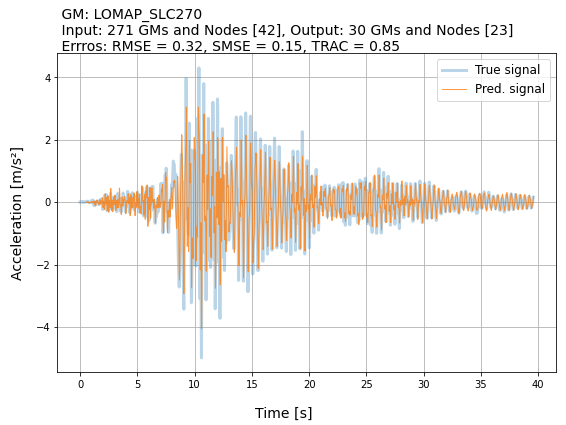 GM: LOMAP_SLC270
Input: 271 GMs and Nodes [42], Output: 30 GMs and Nodes [23]
Errros: RMSE = 0.32, SMSE = 0.15, TRAC = 0.85
True signal
Pred. signal
Acceleration [m/s²]
4
2
0
−2
−4
0 5 10 15 20 25 30 35 40
Time [s]